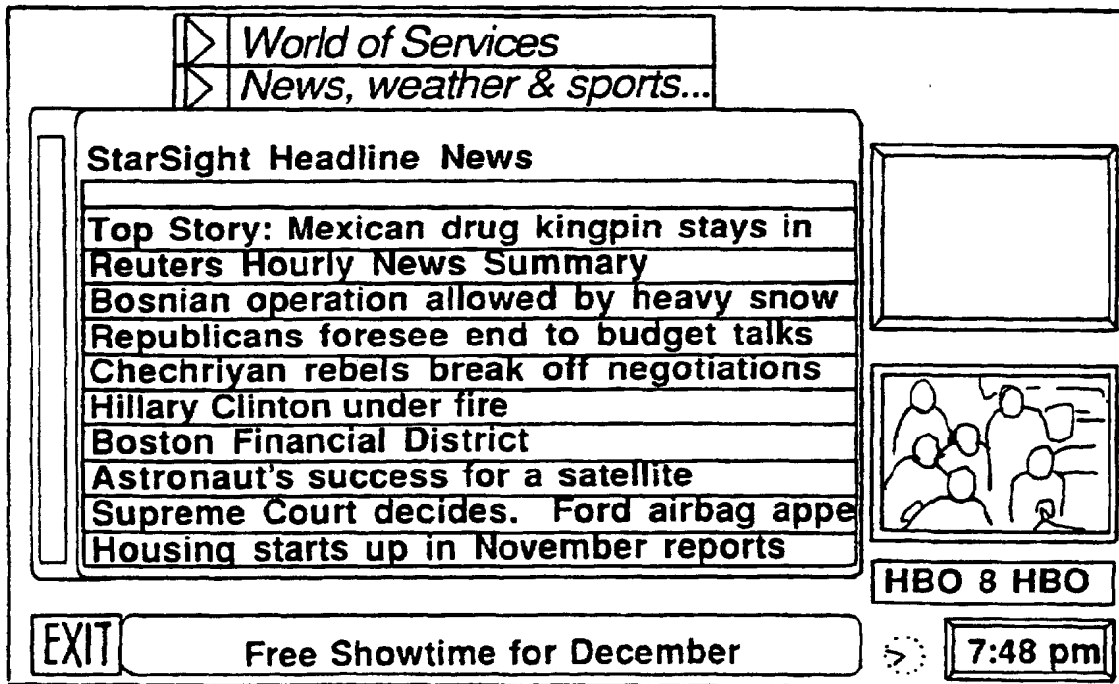 World of Services
News, weather & sports...
StarSight Headline News
Top Story: Mexican drug kingpin stays in
Reuters Hourly News Summary
Bosnian operation allowed by heavy snow
Republicans foresee end to budget talks
Chechriyan rebels break off negotiations
Hillary Clinton under fire
Boston Financial District
Astronaut's success for a satellite
Supreme Court decides. Ford airbag appe
Housing starts up in November reports
HBO 8 HBO
EXIT
Free Showtime for December
7:48 pm